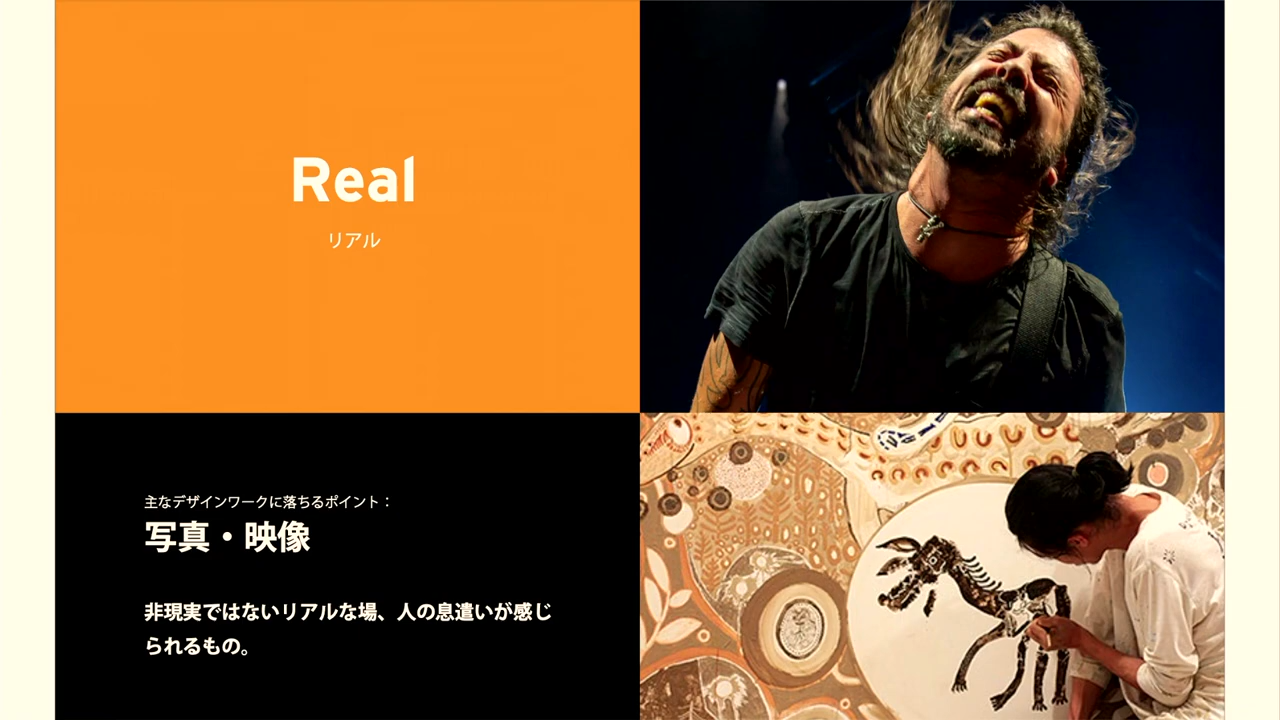 Real
リアル
主なデザインワークに落ちるポイント：
写真・映像
非現実ではないリアルな場、人の息遣いが感じ
られるもの。